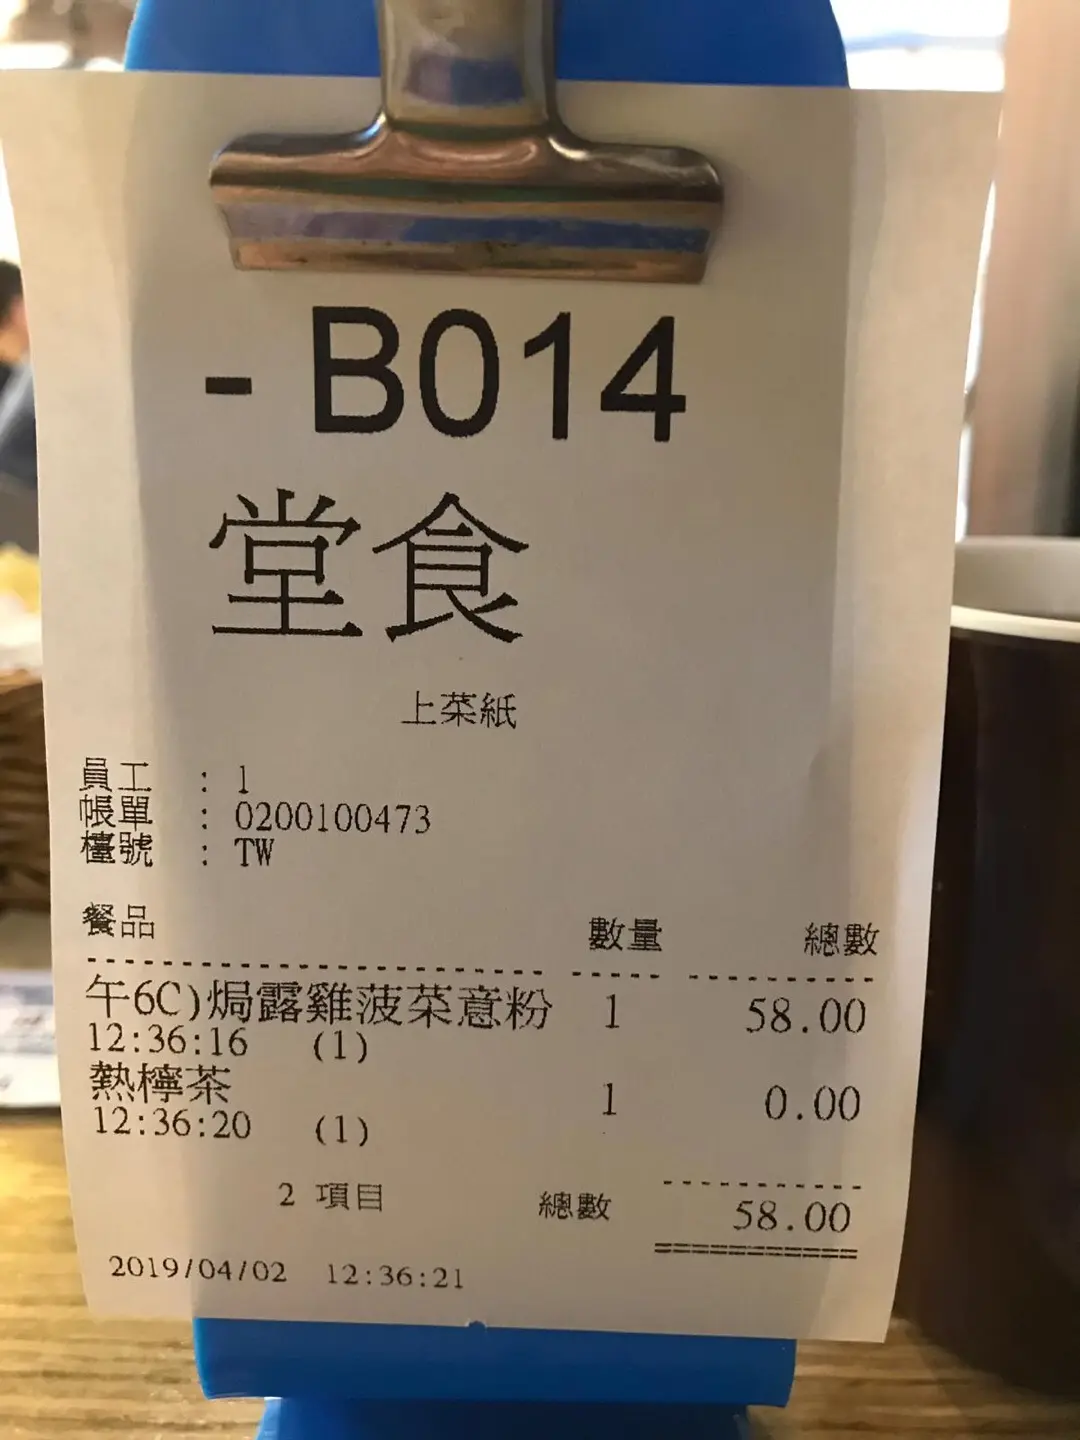 - B014
堂食
上菜紙
員工 : 1
帳單 : 0200100473
檯號 : TW
餐品 數量 總數
午6C)焗露雞菠菜意粉 1 58.00
12:36:16 (1)
熱檸茶 1 0.00
12:36:20 (1)
2 項目 總數 58.00
2019/04/02 12:36:21